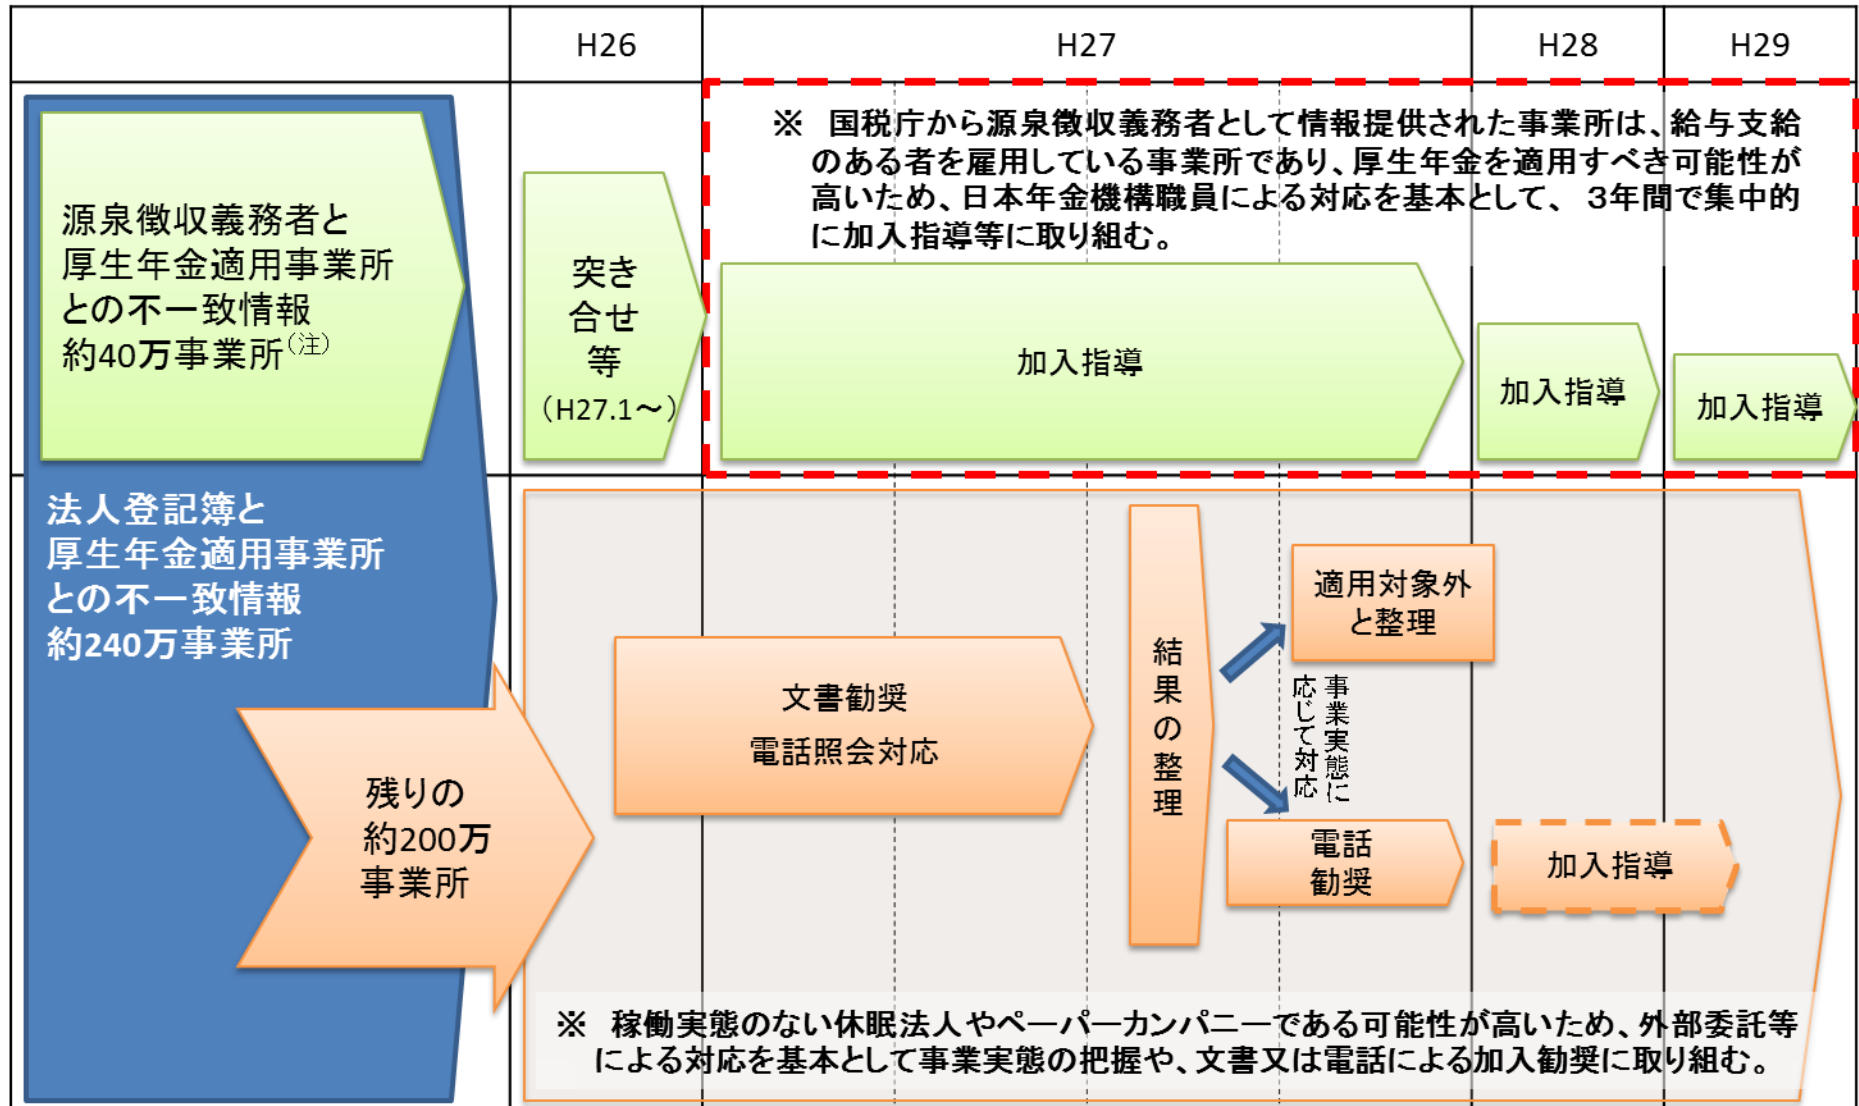 H26
H27
H28
H29
※ 国税庁から源泉徴収義務者として情報提供された事業所は、給与支給
のある者を雇用している事業所であり、厚生年金を適用すべき可能性が
高いため、日本年金機構職員による対応を基本として、 3年間で集中的
に加入指導等に取り組む。
源泉徴収義務者と
厚生年金適用事業所
との不一致情報
約40万事業所(注)
突き
合せ
等
(H27.1～)
加入指導
加入指導
加入指導
法人登記簿と
厚生年金適用事業所
との不一致情報
約240万事業所
残りの
約200万
事業所
文書勧奨
電話照会対応
結果の整理
適用対象外
と整理
事業実態に
応じて対応
電話
勧奨
加入指導
※ 稼働実態のない休眠法人やペーパーカンパニーである可能性が高いため、外部委託等
による対応を基本として事業実態の把握や、文書又は電話による加入勧奨に取り組む。